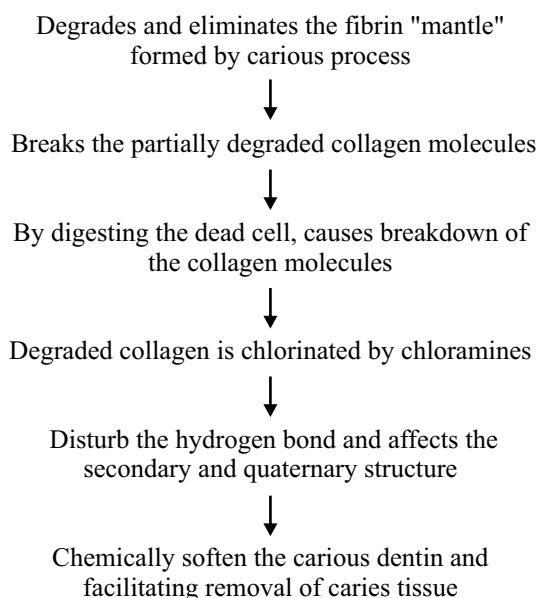 Degrades and eliminates the fibrin "mantle"
formed by carious process
Breaks the partially degraded collagen molecules
By digesting the dead cell, causes breakdown of
the collagen molecules
Degraded collagen is chlorinated by chloramines
Disturb the hydrogen bond and affects the
secondary and quaternary structure
Chemically soften the carious dentin and
facilitating removal of caries tissue